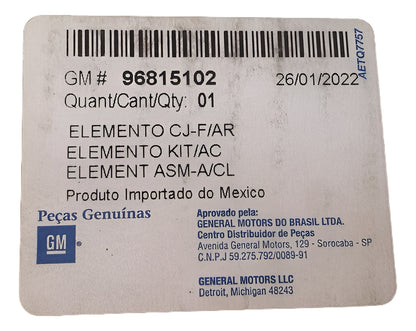 AETQ7757
GM # 96815102 26/01/2022
Quant/Cant/Qty: 01
ELEMENTO CJ-F/AR
ELEMENTO KIT/AC
ELEMENT ASM-A/CL
Produto Importado do Mexico
Peças Genuínas
GM
Aprovado pela:
GENERAL MOTORS DO BRASIL LTDA.
Centro Distribuidor de Peças
Avenida General Motors, 129 - Sorocaba - SP
C.N.P.J 59.275.792/0089-91
GENERAL MOTORS LLC
Detroit, Michigan 48243